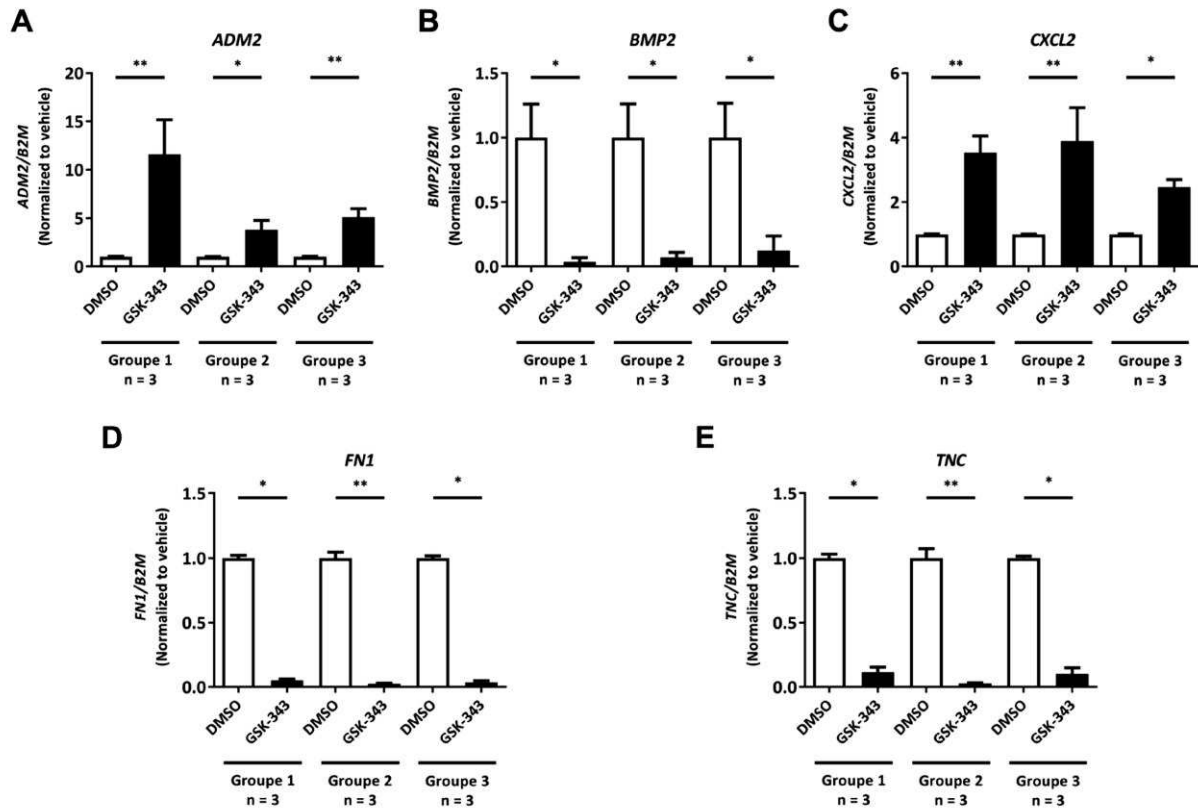 A
ADM2
** * **
ADM2/B2M
(Normalized to vehicle)
20
15
10
5
0
DMSO GSK-343 DMSO GSK-343 DMSO GSK-343
Groupe 1 Groupe 2 Groupe 3
n = 3 n = 3 n = 3
B
BMP2
* * *
BMP2/B2M
(Normalized to vehicle)
1.5
1.0
0.5
0.0
DMSO GSK-343 DMSO GSK-343 DMSO GSK-343
Groupe 1 Groupe 2 Groupe 3
n = 3 n = 3 n = 3
C
CXCL2
** ** *
CXCL2/B2M
(Normalized to vehicle)
6
4
2
0
DMSO GSK-343 DMSO GSK-343 DMSO GSK-343
Groupe 1 Groupe 2 Groupe 3
n = 3 n = 3 n = 3
D
FN1
* ** *
FN1/B2M
(Normalized to vehicle)
1.5
1.0
0.5
0.0
DMSO GSK-343 DMSO GSK-343 DMSO GSK-343
Groupe 1 Groupe 2 Groupe 3
n = 3 n = 3 n = 3
E
TNC
* ** *
TNC/B2M
(Normalized to vehicle)
1.5
1.0
0.5
0.0
DMSO GSK-343 DMSO GSK-343 DMSO GSK-343
Groupe 1 Groupe 2 Groupe 3
n = 3 n = 3 n = 3